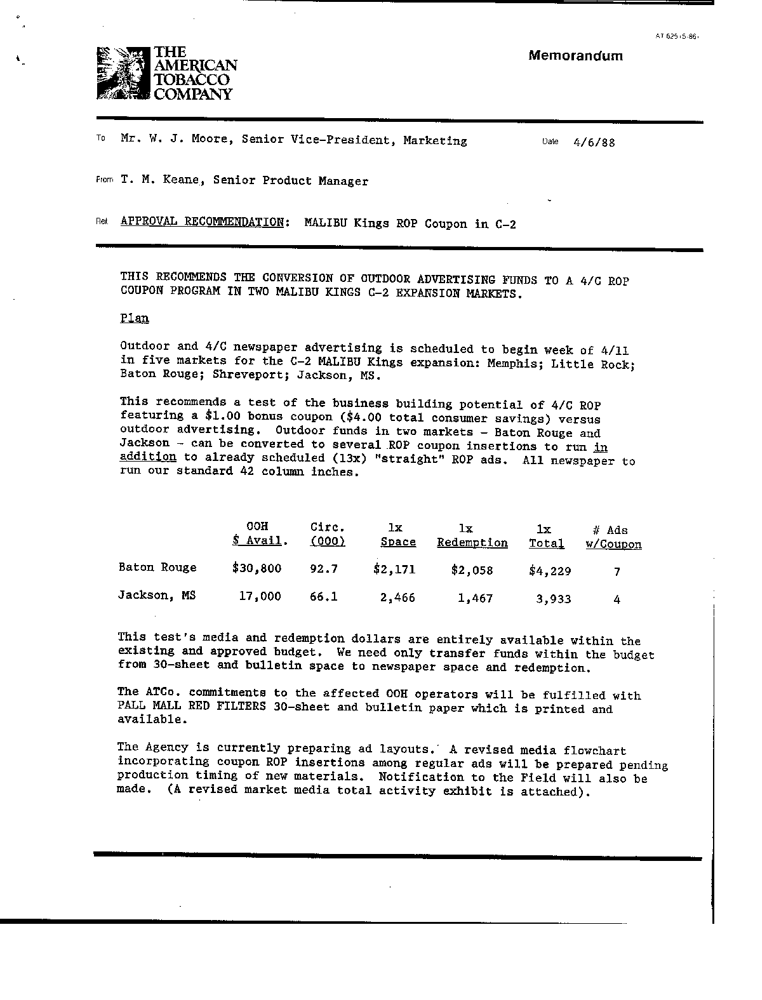 AT 625 (5-86)
Memorandum
THE
AMERICAN
TOBACCO
COMPANY
To Mr. W. J. Moore, Senior Vice-President, Marketing Date 4/6/88
From T. M. Keane, Senior Product Manager
Re: APPROVAL RECOMMENDATION: MALIBU Kings ROP Coupon in C-2
THIS RECOMMENDS THE CONVERSION OF OUTDOOR ADVERTISING FUNDS TO A 4/C ROP
COUPON PROGRAM IN TWO MALIBU KINGS C-2 EXPANSION MARKETS.
Plan
Outdoor and 4/C newspaper advertising is scheduled to begin week of 4/11
in five markets for the C-2 MALIBU Kings expansion: Memphis; Little Rock;
Baton Rouge; Shreveport; Jackson, MS.
This recommends a test of the business building potential of 4/C ROP
featuring a $1.00 bonus coupon ($4.00 total consumer savings) versus
outdoor advertising. Outdoor funds in two markets - Baton Rouge and
Jackson - can be converted to several ROP coupon insertions to run in
addition to already scheduled (13x) "straight" ROP ads. All newspaper to
run our standard 42 column inches.
OOH Circ. 1x 1x 1x # Ads
$ Avail. (000) Space Redemption Total w/Coupon
Baton Rouge $30,800 92.7 $2,171 $2,058 $4,229 7
Jackson, MS 17,000 66.1 2,466 1,467 3,933 4
This test's media and redemption dollars are entirely available within the
existing and approved budget. We need only transfer funds within the budget
from 30-sheet and bulletin space to newspaper space and redemption.
The ATCo. commitments to the affected OOH operators will be fulfilled with
PALL MALL RED FILTERS 30-sheet and bulletin paper which is printed and
available.
The Agency is currently preparing ad layouts. A revised media flowchart
incorporating coupon ROP insertions among regular ads will be prepared pending
production timing of new materials. Notification to the Field will also be
made. (A revised market media total activity exhibit is attached).